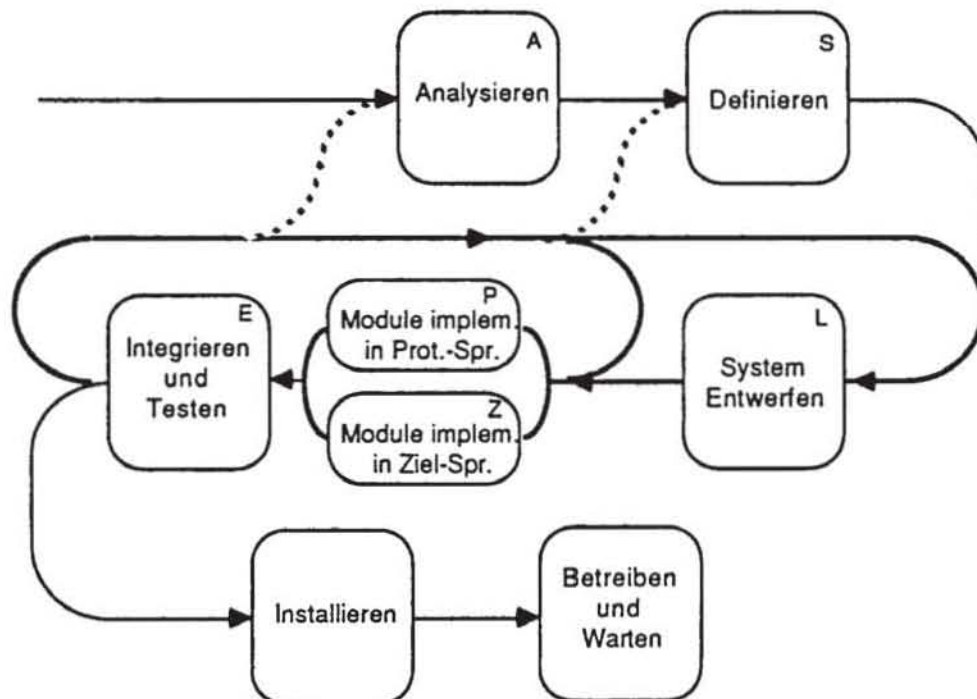 A
Analysieren
S
Definieren
E
Integrieren
und
Testen
P
Module implem.
in Prot.-Spr.
Z
Module implem.
in Ziel-Spr.
L
System
Entwerfen
Installieren
Betreiben
und
Warten